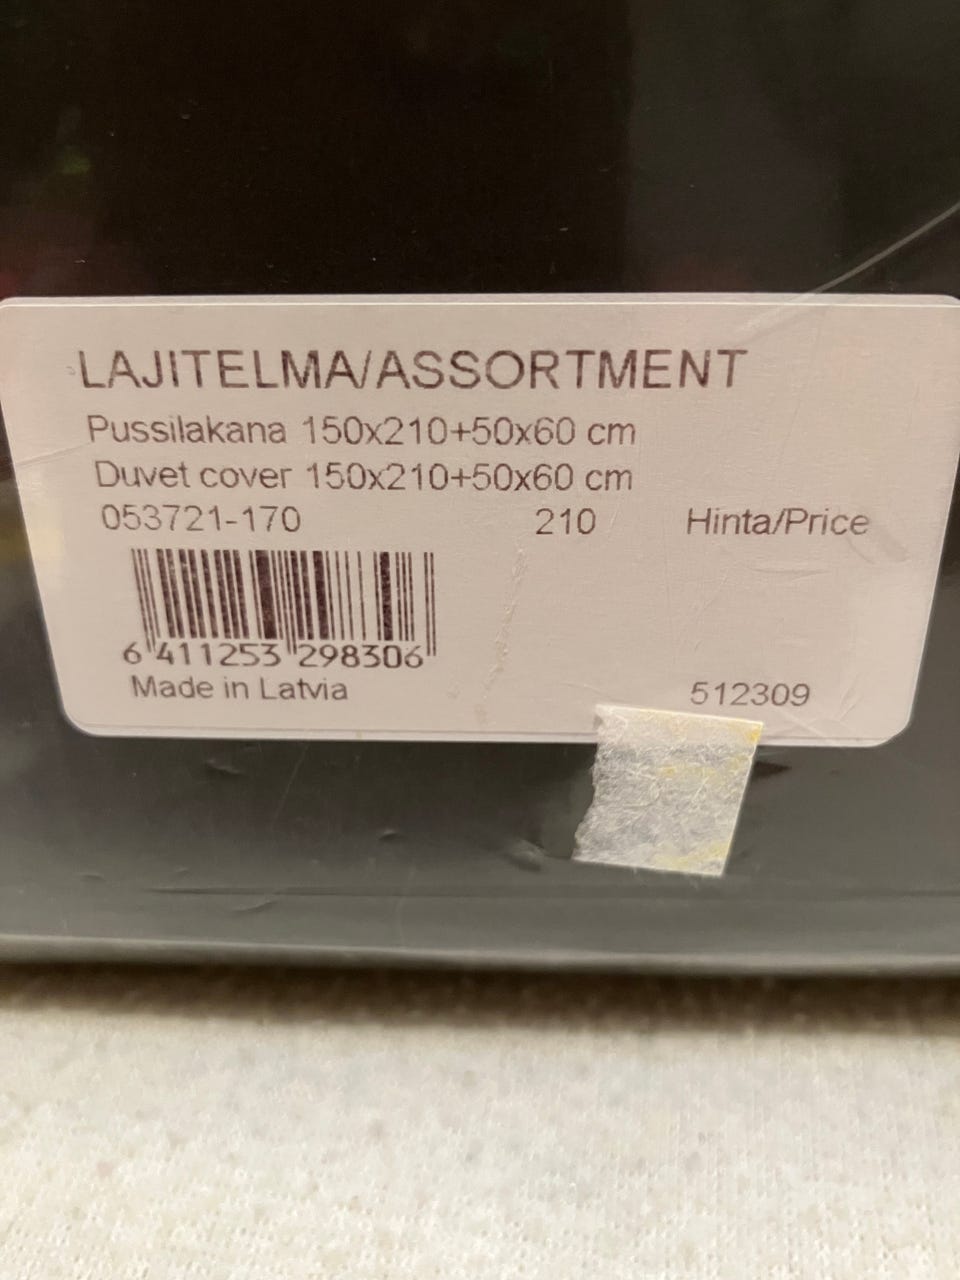 LAJITELMA/ASSORTMENT
Pussilakana 150x210+50x60 cm
Duvet cover 150x210+50x60 cm
053721-170 210 Hinta/Price
6 411253 298306
Made in Latvia 512309